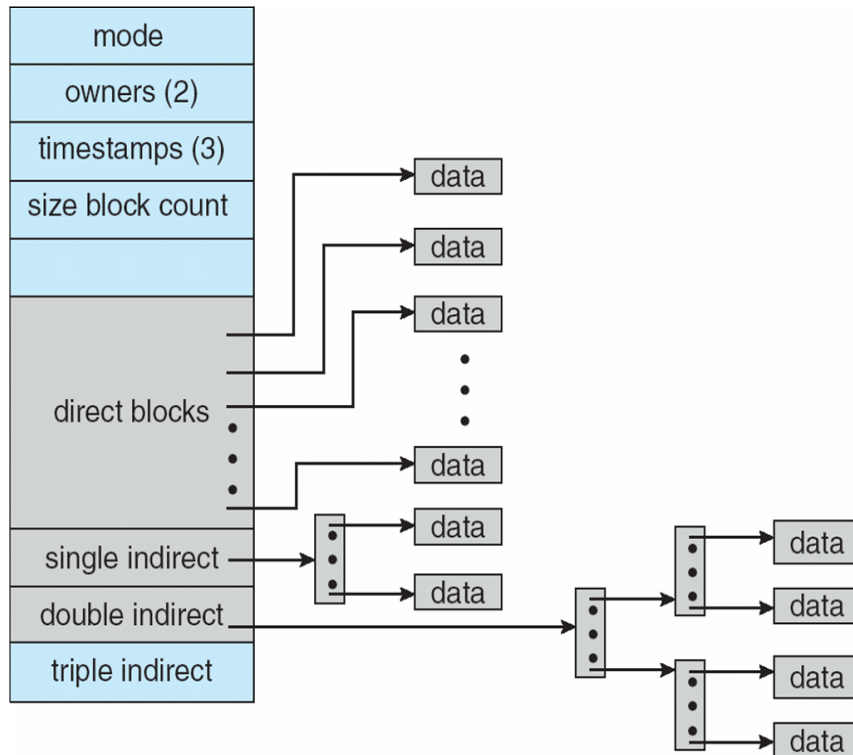 mode
owners (2)
timestamps (3)
size block count
data
data
data
direct blocks
data
single indirect
data
data
double indirect
triple indirect
data
data
data
data